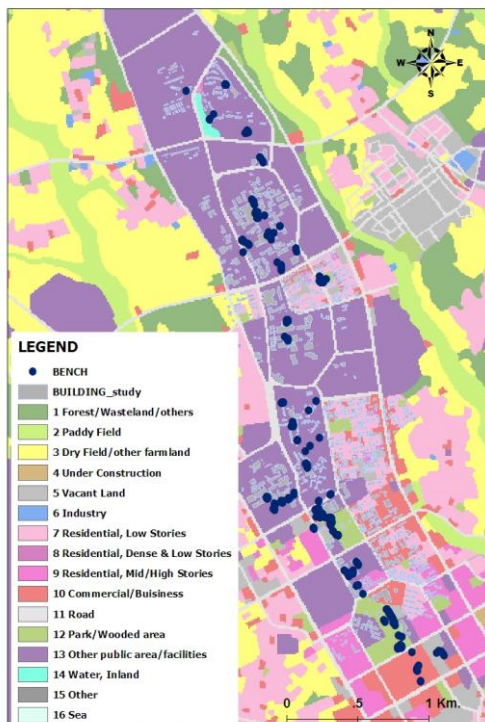 N
W
E
S
LEGEND
BENCH
BUILDING_study
1 Forest/Wasteland/others
2 Paddy Field
3 Dry Field/other farmland
4 Under Construction
5 Vacant Land
6 Industry
7 Residential, Low Stories
8 Residential, Dense & Low Stories
9 Residential, Mid/High Stories
10 Commercial/Buisiness
11 Road
12 Park/Wooded area
13 Other public area/facilities
14 Water, Inland
15 Other
16 Sea
0 .5 1 Km.